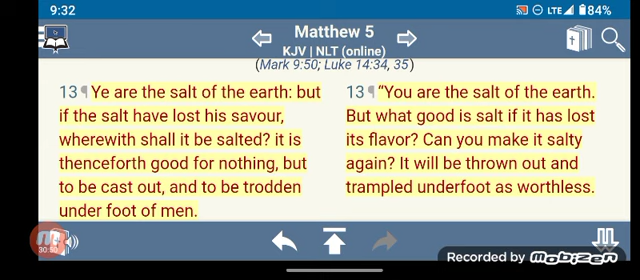 9:32
LTE 84%
Matthew 5
KJV | NLT (online)
(Mark 9:50; Luke 14:34, 35)
13¶ Ye are the salt of the earth: but
if the salt have lost his savour,
wherewith shall it be salted? it is
thenceforth good for nothing, but
to be cast out, and to be trodden
under foot of men.
13¶ “You are the salt of the earth.
But what good is salt if it has lost
its flavor? Can you make it salty
again? It will be thrown out and
trampled underfoot as worthless.
30:50
Recorded by Mobizen